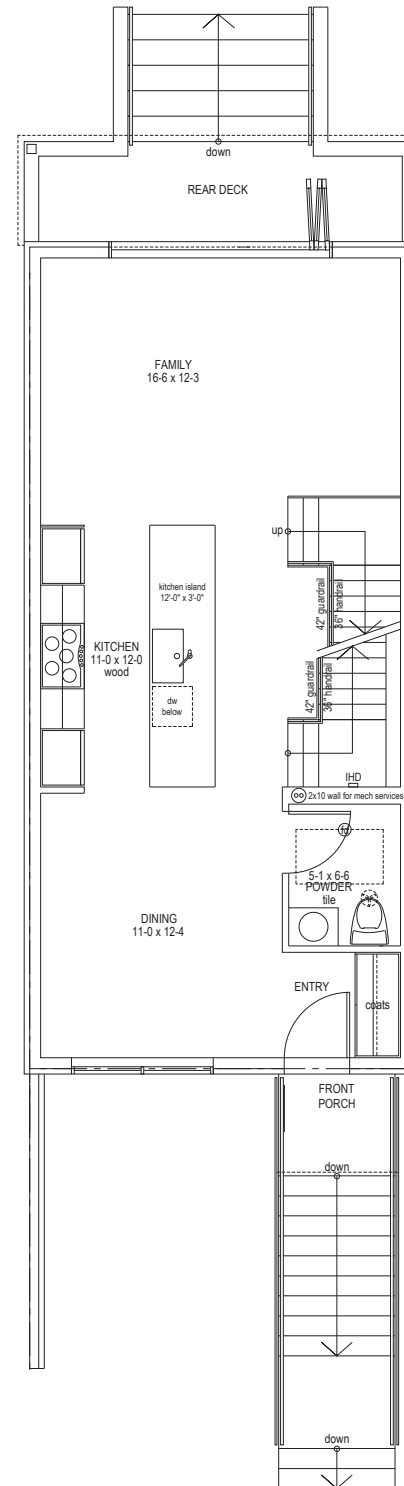 down
REAR DECK
FAMILY
16-6 x 12-3
up
kitchen island
12'-0" x 3'-0"
42" guardrail
36" handrail
KITCHEN
11-0 x 12-0
wood
dw
below
42" guardrail
36" handrail
IHD
2x10 wall for mech services
fd
5-1 x 6-6
POWDER
tile
DINING
11-0 x 12-4
ENTRY
coats
FRONT
PORCH
down
down